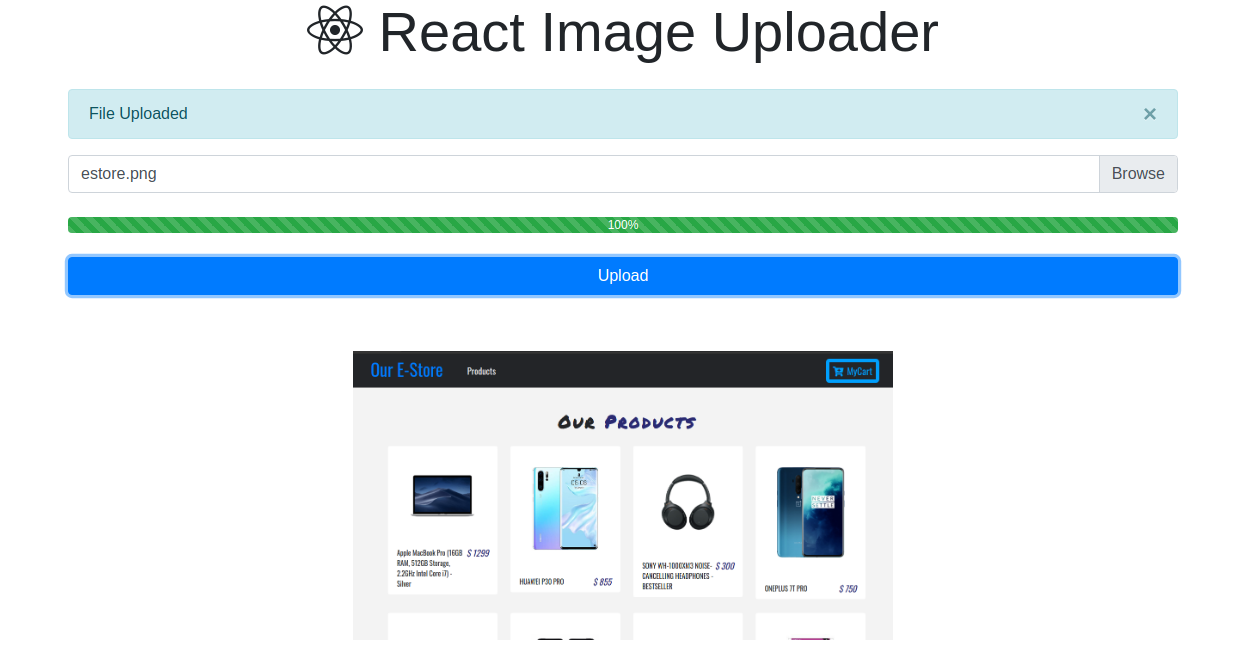 React Image Uploader
File Uploaded ×
estore.png Browse
100%
Upload
Our E-Store Products MyCart
Our Products
Apple MacBook Pro (16GB $ 1299
RAM, 512GB Storage,
2.2GHz Intel Core i7) -
Silver
HUAWEI P30 PRO $ 855
SONY WH-1000XM3 NOISE- $ 300
CANCELLING HEADPHONES -
BESTSELLER
NEVER
SETTLE
ONEPLUS 7T PRO $ 750